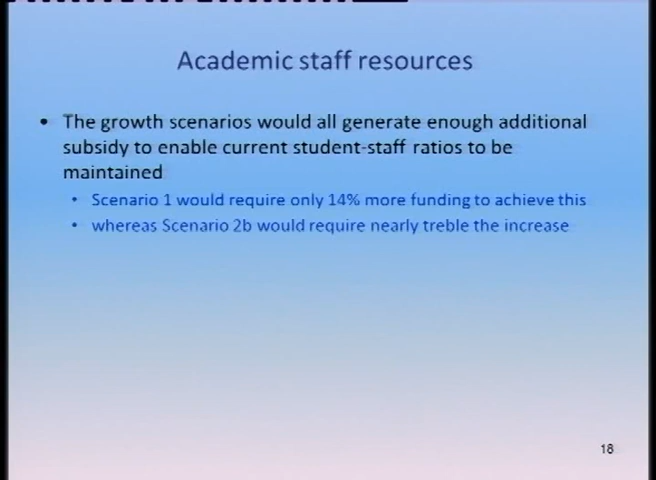 Academic staff resources
• The growth scenarios would all generate enough additional
subsidy to enable current student-staff ratios to be
maintained
• Scenario 1 would require only 14% more funding to achieve this
• whereas Scenario 2b would require nearly treble the increase
18